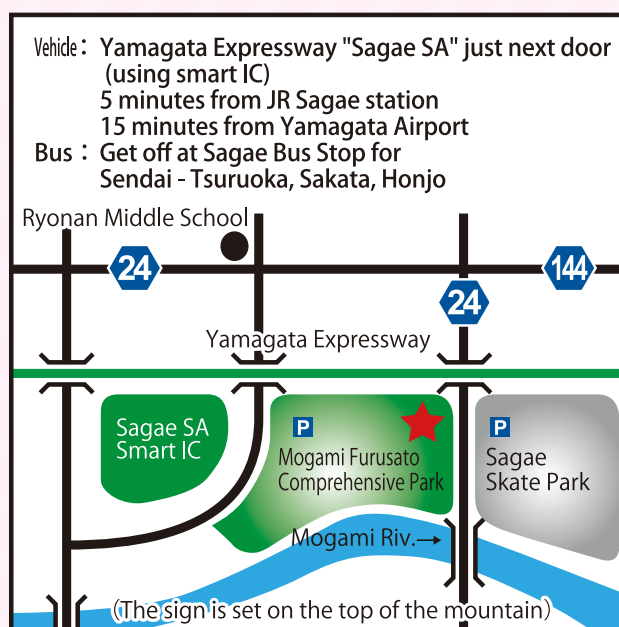 Vehicle : Yamagata Expressway "Sagae SA" just next door
(using smart IC)
5 minutes from JR Sagae station
15 minutes from Yamagata Airport
Bus : Get off at Sagae Bus Stop for
Sendai - Tsuruoka, Sakata, Honjo
Ryonan Middle School
24
144
24
Yamagata Expressway
Sagae SA
Smart IC
P
Mogami Furusato
Comprehensive Park
P
Sagae
Skate Park
Mogami Riv.→
(The sign is set on the top of the mountain)